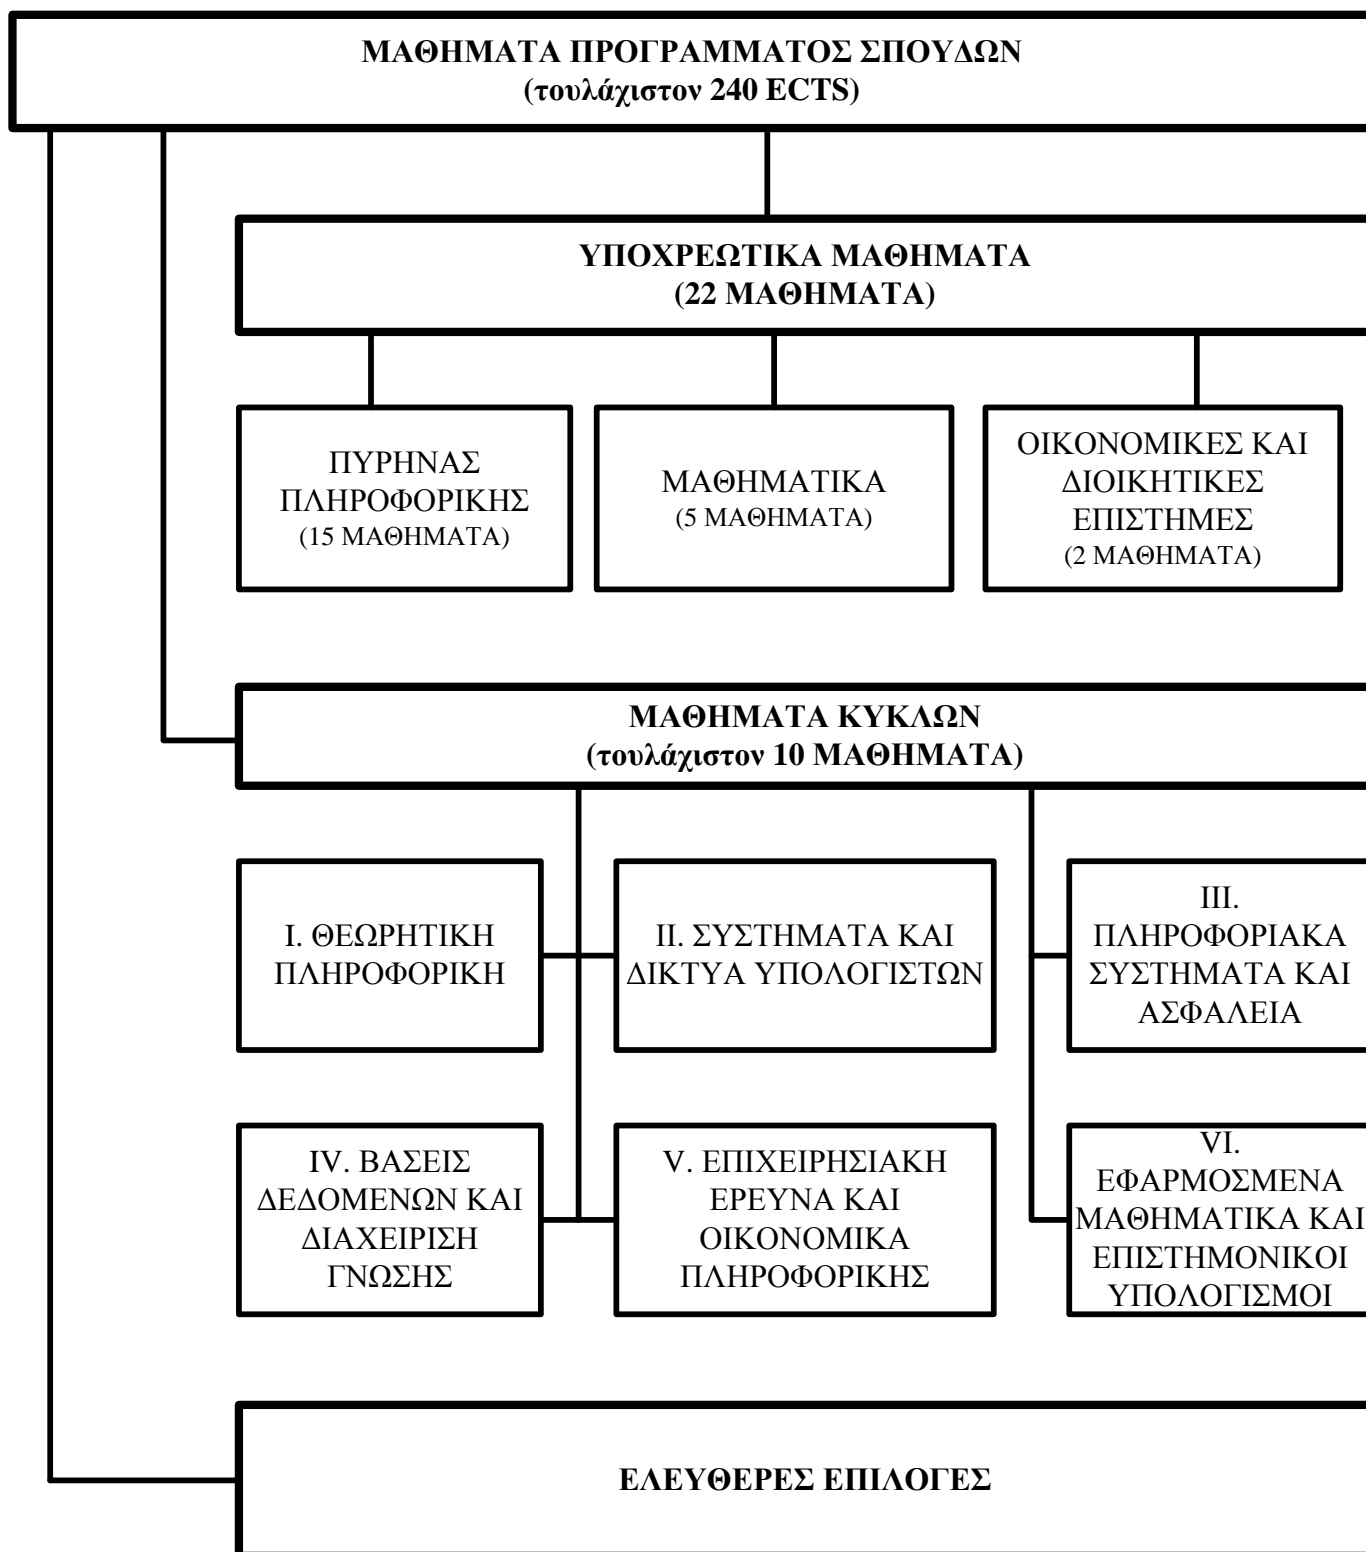 ΜΑΘΗΜΑΤΑ ΠΡΟΓΡΑΜΜΑΤΟΣ ΣΠΟΥΔΩΝ
(τουλάχιστον 240 ECTS)
ΥΠΟΧΡΕΩΤΙΚΑ ΜΑΘΗΜΑΤΑ
(22 ΜΑΘΗΜΑΤΑ)
ΠΥΡΗΝΑΣ
ΠΛΗΡΟΦΟΡΙΚΗΣ
(15 ΜΑΘΗΜΑΤΑ)
ΜΑΘΗΜΑΤΙΚΑ
(5 ΜΑΘΗΜΑΤΑ)
ΟΙΚΟΝΟΜΙΚΕΣ ΚΑΙ
ΔΙΟΙΚΗΤΙΚΕΣ
ΕΠΙΣΤΗΜΕΣ
(2 ΜΑΘΗΜΑΤΑ)
ΜΑΘΗΜΑΤΑ ΚΥΚΛΩΝ
(τουλάχιστον 10 ΜΑΘΗΜΑΤΑ)
I. ΘΕΩΡΗΤΙΚΗ
ΠΛΗΡΟΦΟΡΙΚΗ
II. ΣΥΣΤΗΜΑΤΑ ΚΑΙ
ΔΙΚΤΥΑ ΥΠΟΛΟΓΙΣΤΩΝ
III.
ΠΛΗΡΟΦΟΡΙΑΚΑ
ΣΥΣΤΗΜΑΤΑ ΚΑΙ
ΑΣΦΑΛΕΙΑ
IV. ΒΑΣΕΙΣ
ΔΕΔΟΜΕΝΩΝ ΚΑΙ
ΔΙΑΧΕΙΡΙΣΗ
ΓΝΩΣΗΣ
V. ΕΠΙΧΕΙΡΗΣΙΑΚΗ
ΕΡΕΥΝΑ ΚΑΙ
ΟΙΚΟΝΟΜΙΚΑ
ΠΛΗΡΟΦΟΡΙΚΗΣ
VI.
ΕΦΑΡΜΟΣΜΕΝΑ
ΜΑΘΗΜΑΤΙΚΑ ΚΑΙ
ΕΠΙΣΤΗΜΟΝΙΚΟΙ
ΥΠΟΛΟΓΙΣΜΟΙ
ΕΛΕΥΘΕΡΕΣ ΕΠΙΛΟΓΕΣ